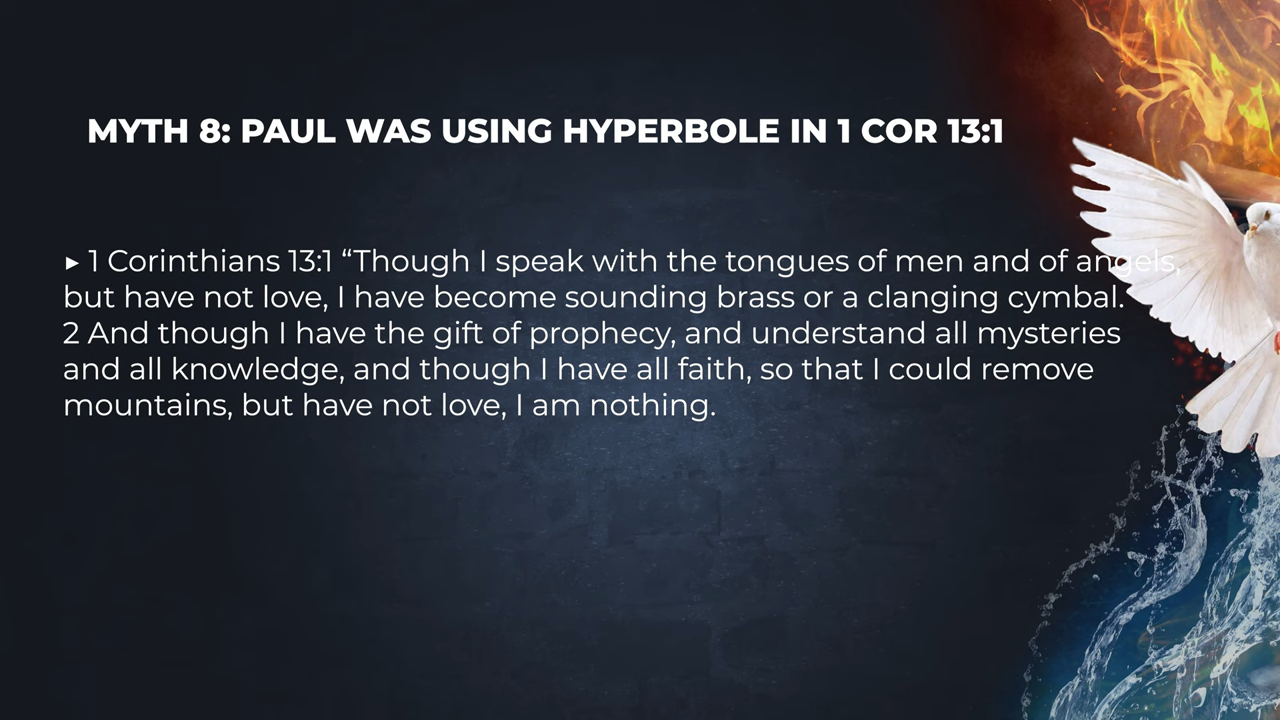 MYTH 8: PAUL WAS USING HYPERBOLE IN 1 COR 13:1
▸ 1 Corinthians 13:1 “Though I speak with the tongues of men and of angels,
but have not love, I have become sounding brass or a clanging cymbal.
2 And though I have the gift of prophecy, and understand all mysteries
and all knowledge, and though I have all faith, so that I could remove
mountains, but have not love, I am nothing.